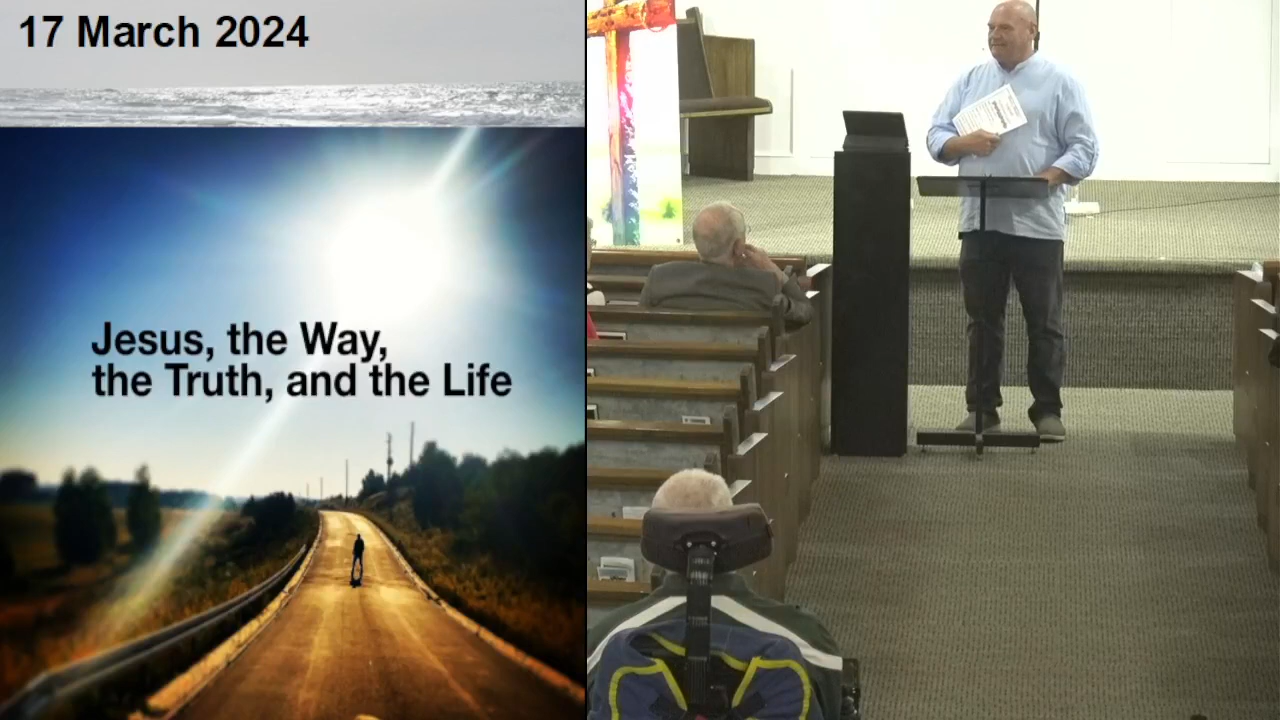 17 March 2024
Jesus, the Way,
the Truth, and the Life